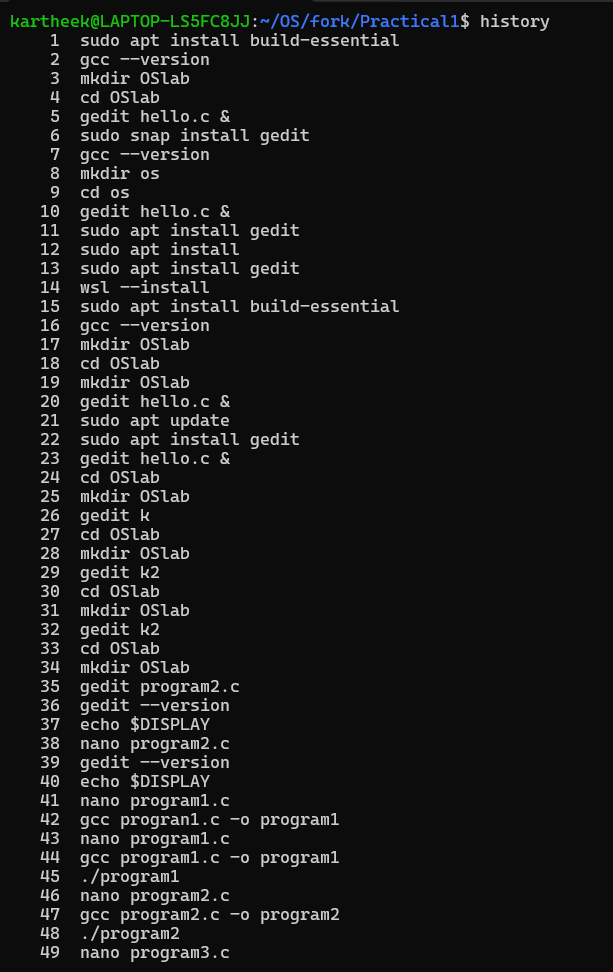 kartheek@LAPTOP-LS5FC8JJ:~/OS/fork/Practical1$ history
1 sudo apt install build-essential
2 gcc --version
3 mkdir OSlab
4 cd OSlab
5 gedit hello.c &
6 sudo snap install gedit
7 gcc --version
8 mkdir os
9 cd os
10 gedit hello.c &
11 sudo apt install gedit
12 sudo apt install
13 sudo apt install gedit
14 wsl --install
15 sudo apt install build-essential
16 gcc --version
17 mkdir OSlab
18 cd OSlab
19 mkdir OSlab
20 gedit hello.c &
21 sudo apt update
22 sudo apt install gedit
23 gedit hello.c &
24 cd OSlab
25 mkdir OSlab
26 gedit k
27 cd OSlab
28 mkdir OSlab
29 gedit k2
30 cd OSlab
31 mkdir OSlab
32 gedit k2
33 cd OSlab
34 mkdir OSlab
35 gedit program2.c
36 gedit --version
37 echo $DISPLAY
38 nano program2.c
39 gedit --version
40 echo $DISPLAY
41 nano program1.c
42 gcc progran1.c -o program1
43 nano program1.c
44 gcc program1.c -o program1
45 ./program1
46 nano program2.c
47 gcc program2.c -o program2
48 ./program2
49 nano program3.c